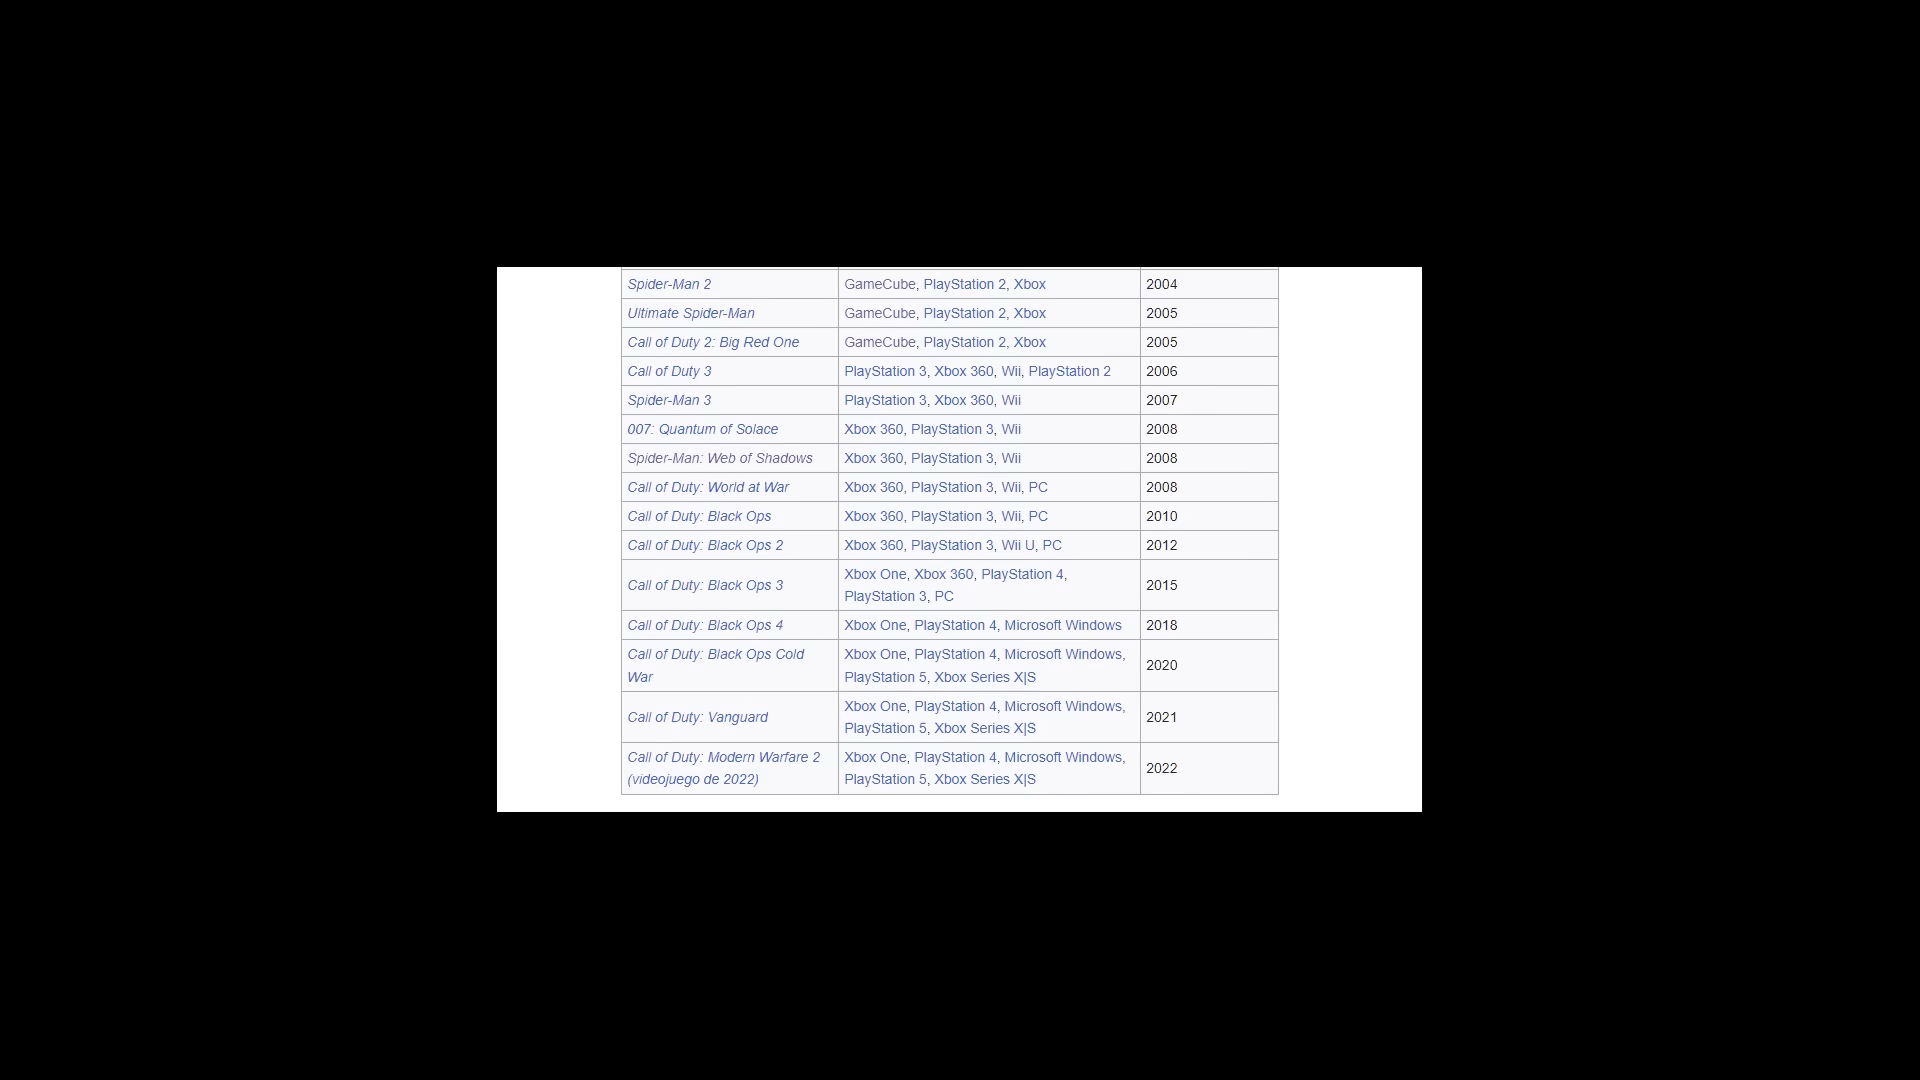 Spider-Man 2 GameCube, PlayStation 2, Xbox 2004
Ultimate Spider-Man GameCube, PlayStation 2, Xbox 2005
Call of Duty 2: Big Red One GameCube, PlayStation 2, Xbox 2005
Call of Duty 3 PlayStation 3, Xbox 360, Wii, PlayStation 2 2006
Spider-Man 3 PlayStation 3, Xbox 360, Wii 2007
007: Quantum of Solace Xbox 360, PlayStation 3, Wii 2008
Spider-Man: Web of Shadows Xbox 360, PlayStation 3, Wii 2008
Call of Duty: World at War Xbox 360, PlayStation 3, Wii, PC 2008
Call of Duty: Black Ops Xbox 360, PlayStation 3, Wii, PC 2010
Call of Duty: Black Ops 2 Xbox 360, PlayStation 3, Wii U, PC 2012
Call of Duty: Black Ops 3
Xbox One, Xbox 360, PlayStation 4,
PlayStation 3, PC
2015
Call of Duty: Black Ops 4 Xbox One, PlayStation 4, Microsoft Windows 2018
Call of Duty: Black Ops Cold
War
Xbox One, PlayStation 4, Microsoft Windows,
PlayStation 5, Xbox Series X|S
2020
Call of Duty: Vanguard
Xbox One, PlayStation 4, Microsoft Windows,
PlayStation 5, Xbox Series X|S
2021
Call of Duty: Modern Warfare 2
(videojuego de 2022)
Xbox One, PlayStation 4, Microsoft Windows,
PlayStation 5, Xbox Series X|S
2022